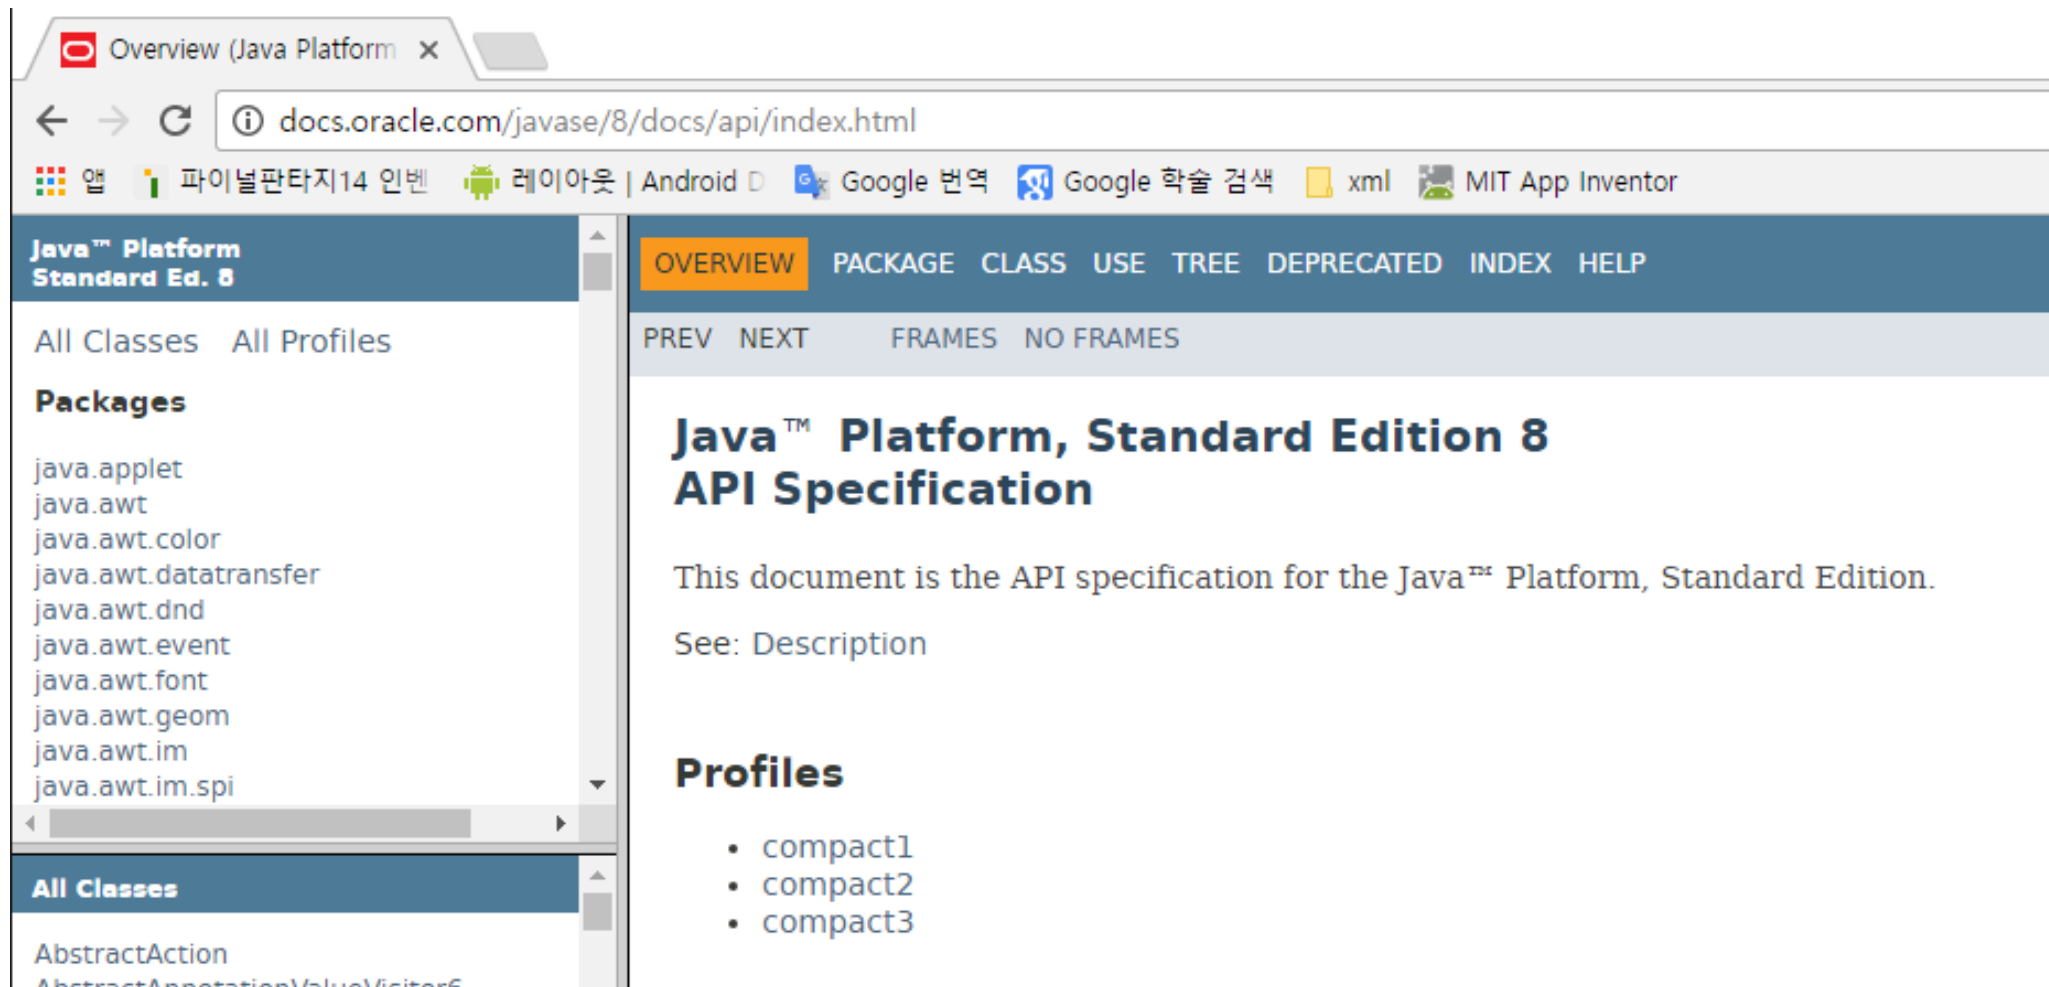 Overview (Java Platform
docs.oracle.com/javase/8/docs/api/index.html
앱 파이널판타지14 인벤 레이아웃 | Android D Google 번역 Google 학술 검색 xml MIT App Inventor
Java™ Platform
Standard Ed. 8
All Classes All Profiles
Packages
java.applet
java.awt
java.awt.color
java.awt.datatransfer
java.awt.dnd
java.awt.event
java.awt.font
java.awt.geom
java.awt.im
java.awt.im.spi
All Classes
AbstractAction
AbstractAnnotationValueVisitor6
OVERVIEW PACKAGE CLASS USE TREE DEPRECATED INDEX HELP
PREV NEXT FRAMES NO FRAMES
Java™ Platform, Standard Edition 8
API Specification
This document is the API specification for the Java™ Platform, Standard Edition.
See: Description
Profiles
• compact1
• compact2
• compact3